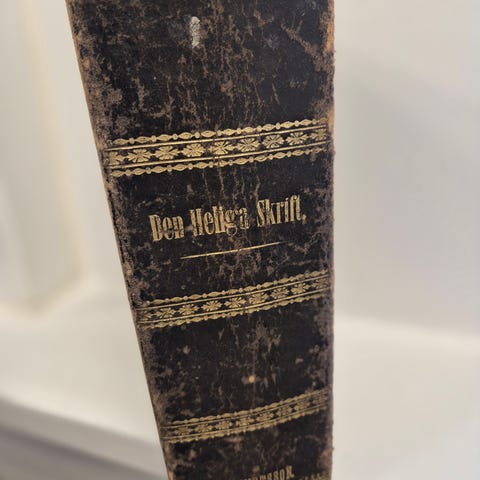 Den Heliga Skrift,